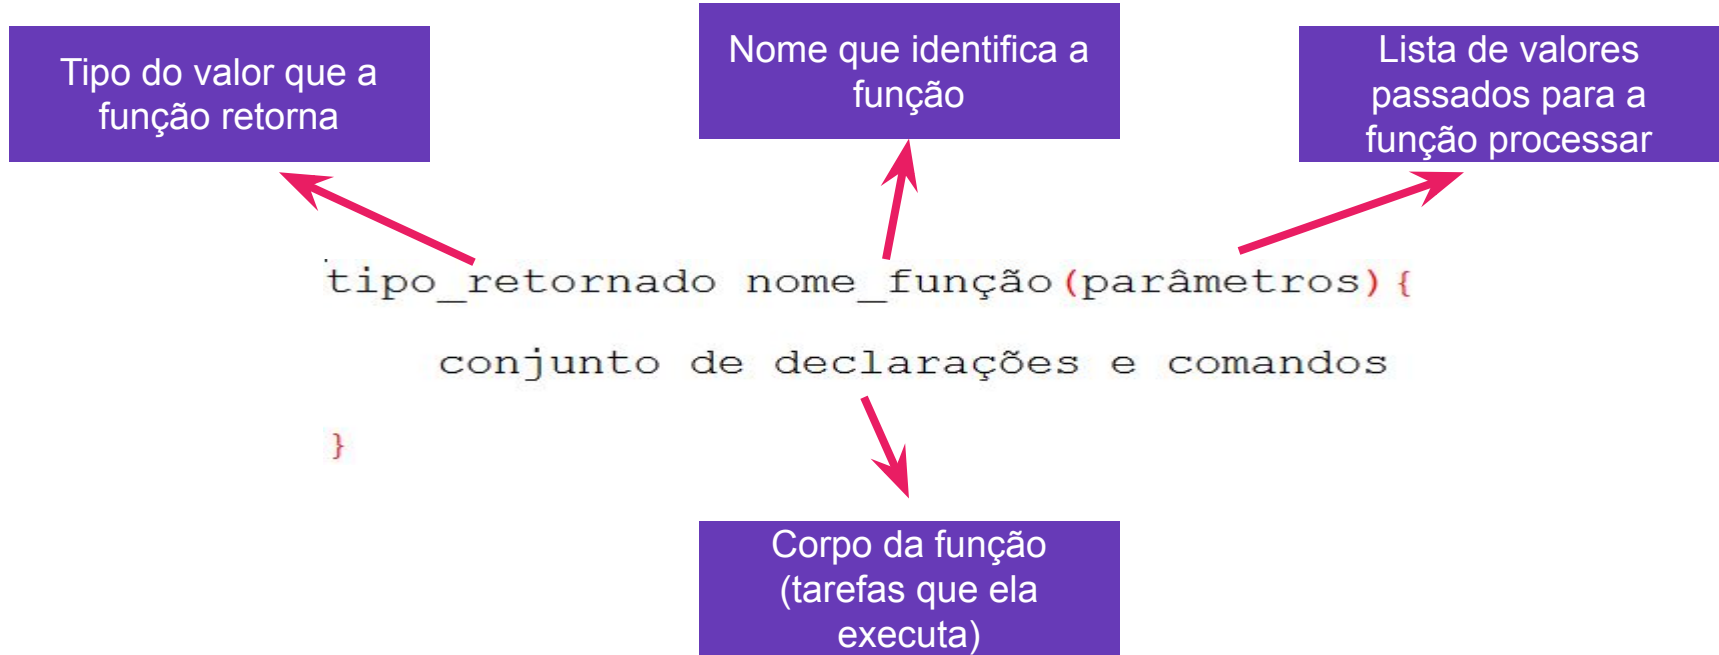 Tipo do valor que a
função retorna
Nome que identifica a
função
Lista de valores
passados para a
função processar
tipo_retornado nome_função(parâmetros){
conjunto de declarações e comandos
}
Corpo da função
(tarefas que ela
executa)